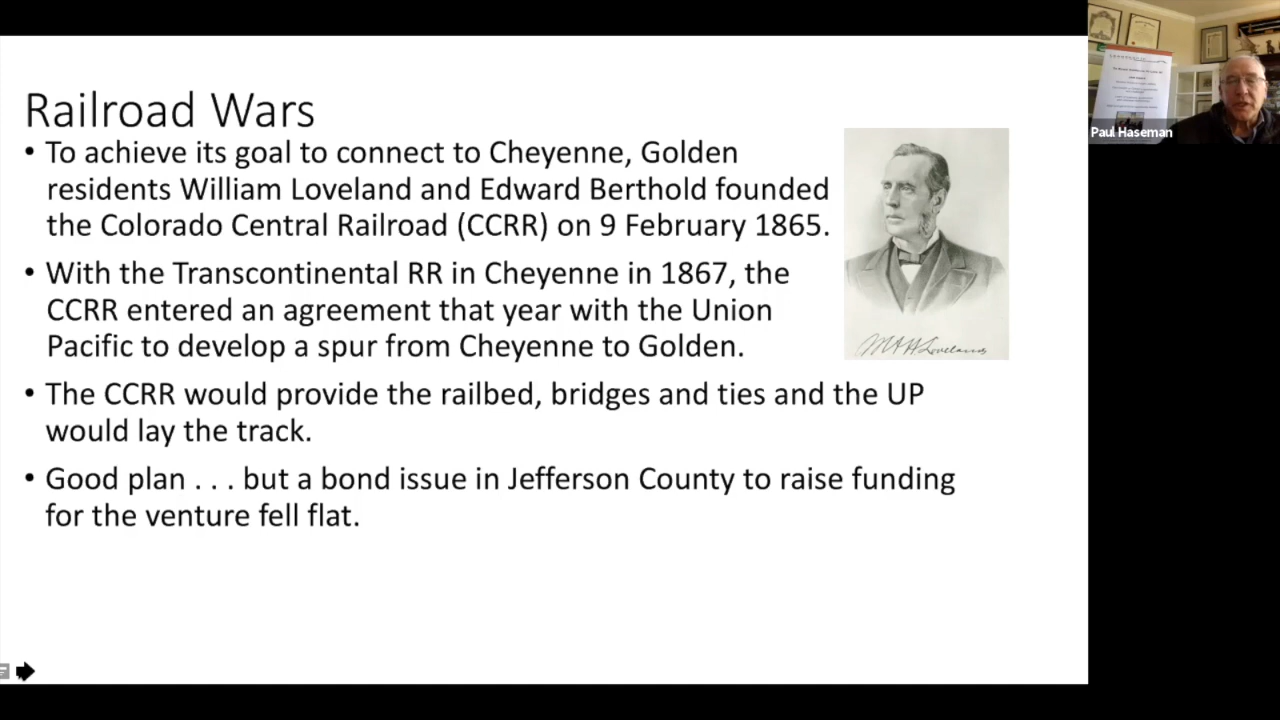 Railroad Wars
• To achieve its goal to connect to Cheyenne, Golden
residents William Loveland and Edward Berthold founded
the Colorado Central Railroad (CCRR) on 9 February 1865.
• With the Transcontinental RR in Cheyenne in 1867, the
CCRR entered an agreement that year with the Union
Pacific to develop a spur from Cheyenne to Golden.
• The CCRR would provide the railbed, bridges and ties and the UP
would lay the track.
• Good plan . . . but a bond issue in Jefferson County to raise funding
for the venture fell flat.
Paul Haseman